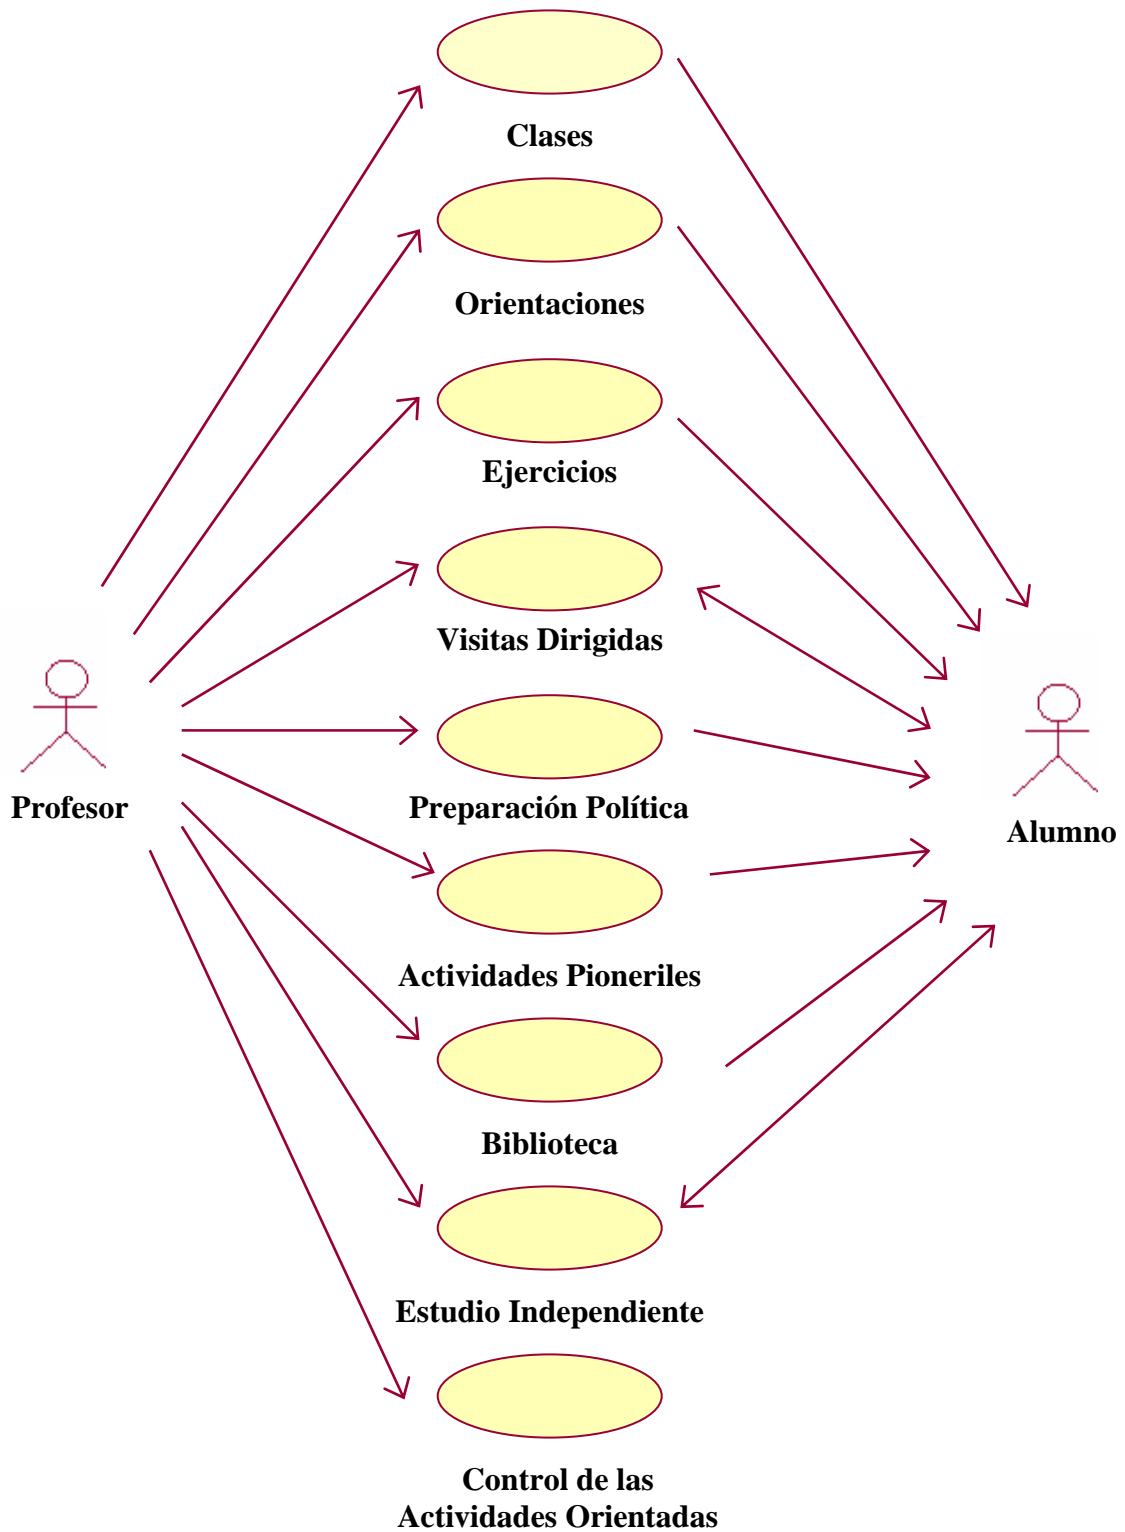 Clases
Orientaciones
Ejercicios
Visitas Dirigidas
Preparación Política
Profesor
Alumno
Actividades Pioneriles
Biblioteca
Estudio Independiente
Control de las
Actividades Orientadas